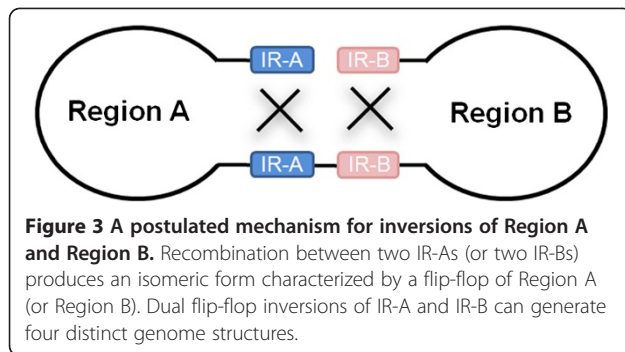 IR-A IR-B
Region A Region B
IR-A IR-B
Figure 3 A postulated mechanism for inversions of Region A
and Region B. Recombination between two IR-As (or two IR-Bs)
produces an isomeric form characterized by a flip-flop of Region A
(or Region B). Dual flip-flop inversions of IR-A and IR-B can generate
four distinct genome structures.